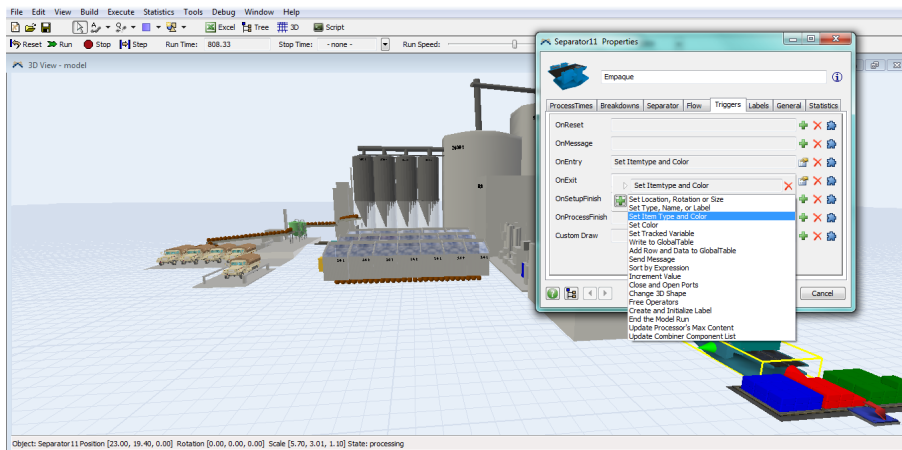 File Edit View Build Execute Statistics Tools Debug Window Help
Excel Tree 3D Script
Reset Run Stop Step Run Time: 808.33 Stop Time: - none - Run Speed:
3D View - model
Separator11 Properties
Empaque
ProcessTimes Breakdowns Separator Flow Triggers Labels General Statistics
OnReset
OnMessage
OnEntry Set Itemtype and Color
OnExit Set Itemtype and Color
OnSetupFinish
OnProcessFinish
Custom Draw
Set Location, Rotation or Size
Set Type, Name, or Label
Set Item Type and Color
Set Color
Set Tracked Variable
Write to GlobalTable
Add Row and Data to GlobalTable
Send Message
Sort by Expression
Increment Value
Close and Open Ports
Change 3D Shape
Free Operators
Create and Initialize Label
End the Model Run
Update Processor's Max Content
Update Combiner Component List
Cancel
Object: Separator11 Position [23.00, 19.40, 0.00] Rotation [0.00, 0.00, 0.00] Scale [5.70, 3.01, 1.10] State: processing